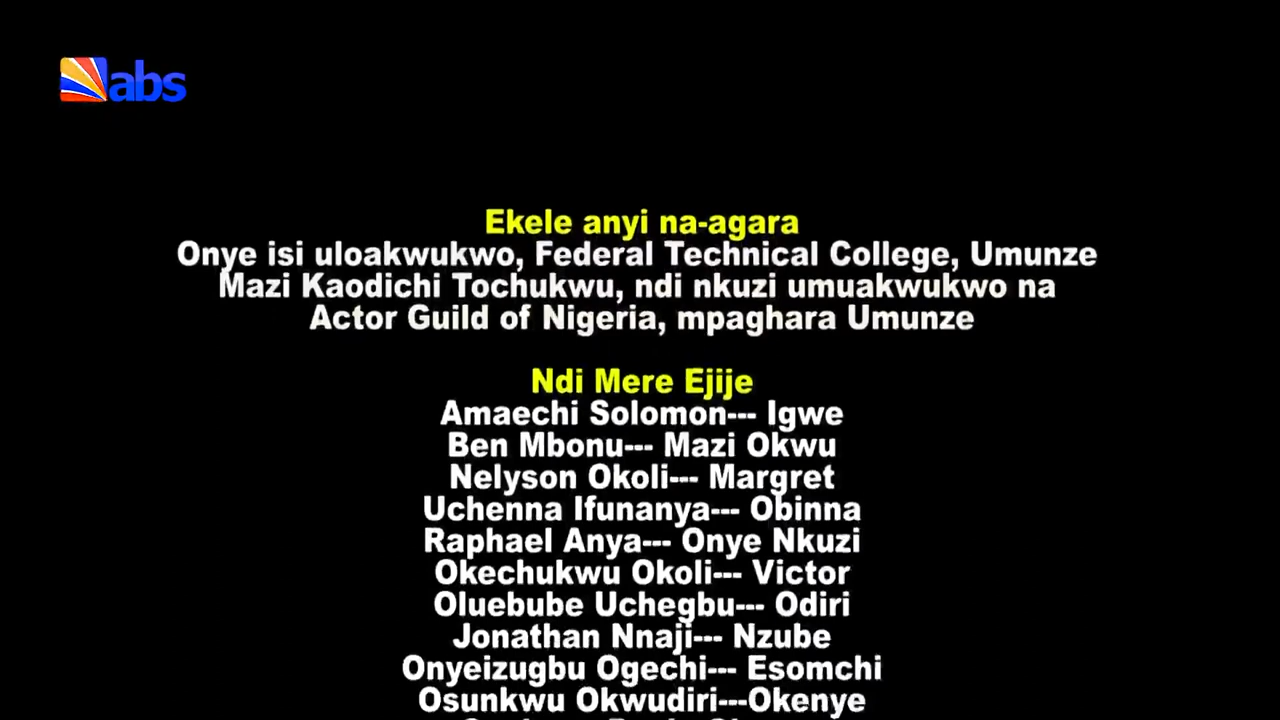 abs
Ekele anyi na-agara
Onye isi uloakwukwo, Federal Technical College, Umunze
Mazi Kaodichi Tochukwu, ndi nkuzi umuakwukwo na
Actor Guild of Nigeria, mpaghara Umunze
Ndi Mere Ejije
Amaechi Solomon--- Igwe
Ben Mbonu--- Mazi Okwu
Nelyson Okoli--- Margret
Uchenna Ifunanya--- Obinna
Raphael Anya--- Onye Nkuzi
Okechukwu Okoli--- Victor
Oluebube Uchegbu--- Odiri
Jonathan Nnaji--- Nzube
Onyeizugbu Ogechi--- Esomchi
Osunkwu Okwudiri---Okenye